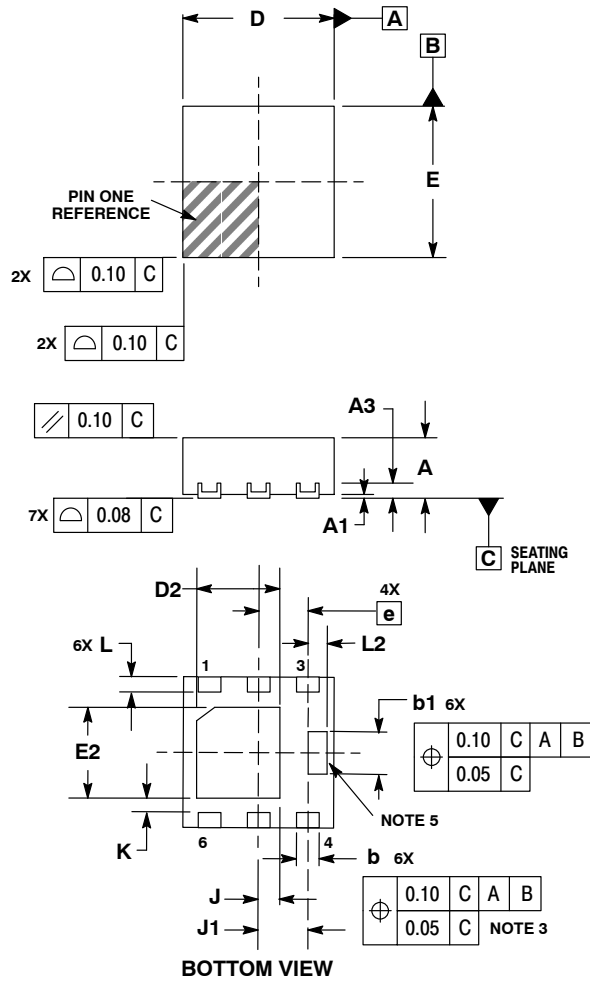 D
A
B
E
PIN ONE
REFERENCE
2X 0.10 C
2X 0.10 C
0.10 C
A3
A
7X 0.08 C
A1
C SEATING
PLANE
D2
4X
e
6X L
L2
1
3
b1 6X
0.10 C A B
0.05 C
E2
NOTE 5
K
6
4
b 6X
0.10 C A B
0.05 C NOTE 3
J
J1
BOTTOM VIEW